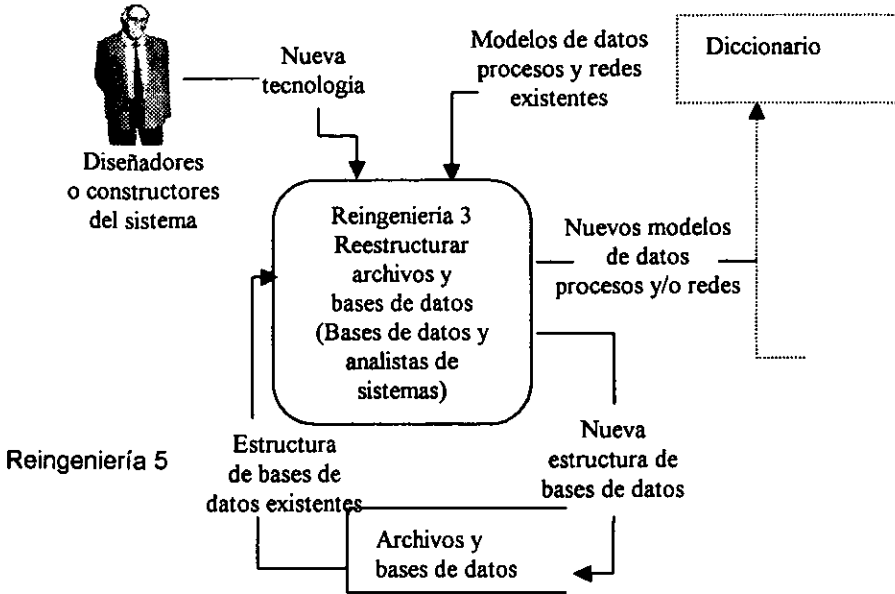 Nueva
tecnología
Modelos de datos
procesos y redes
existentes
Diccionario
Diseñadores
o constructores
del sistema
Reingeniería 3
Reestructurar
archivos y
bases de datos
(Bases de datos y
analistas de
sistemas)
Nuevos modelos
de datos
procesos y/o redes
Reingeniería 5
Estructura
de bases de
datos existentes
Nueva
estructura de
bases de datos
Archivos y
bases de datos